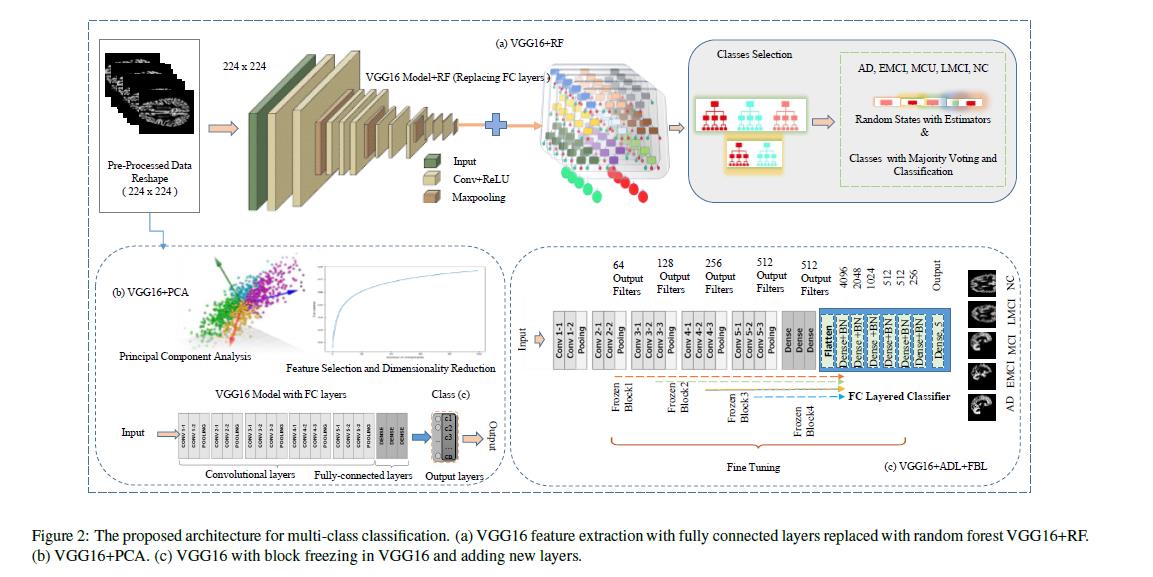 (a) VGG16+RF
224 x 224
VGG16 Model+RF (Replacing FC layers)
Pre-Processed Data
Reshape
( 224 x 224 )
Input
Conv+ReLU
Maxpooling
Classes Selection
AD, EMCI, MCU, LMCI, NC
Random States with Estimators
&
Classes with Majority Voting and
Classification
(b) VGG16+PCA
Principal Component Analysis
Feature Selection and Dimensionality Reduction
VGG16 Model with FC layers
Class (c)
Input
CONV 1-1
CONV 1-2
POOLING
CONV 2-1
CONV 2-2
POOLING
CONV 3-1
CONV 3-2
CONV 3-3
POOLING
CONV 4-1
CONV 4-2
CONV 4-3
POOLING
CONV 5-1
CONV 5-2
CONV 5-3
POOLING
DENSE
DENSE
DENSE
Output
Convolutional layers
Fully-connected layers
Output layers
64
Output
Filters
128
Output
Filters
256
Output
Filters
512
Output
Filters
512
Output
Filters
4096
2048
1024
512
512
256
Output
Input
Conv 1-1
Conv 1-2
Pooing
Conv 2-1
Conv 2-2
Pooing
Conv 3-1
Conv 3-2
Conv 3-3
Pooing
Conv 4-1
Conv 4-2
Conv 4-3
Pooing
Conv 5-1
Conv 5-2
Conv 5-3
Pooing
Dense
Dense
Dense
Flatten
Dense+BN
Dense +BN
Dense +BN
Dense+BN
Dense+BN
Dense+BN
Dense, 5
NC
LMCI
MCI
EMCI
AD
Frozen
Block1
Frozen
Block2
Frozen
Block3
Frozen
Block4
FC Layered Classifier
Fine Tuning
(c) VGG16+ADL+FBL
Figure 2: The proposed architecture for multi-class classification. (a) VGG16 feature extraction with fully connected layers replaced with random forest VGG16+RF.
(b) VGG16+PCA. (c) VGG16 with block freezing in VGG16 and adding new layers.